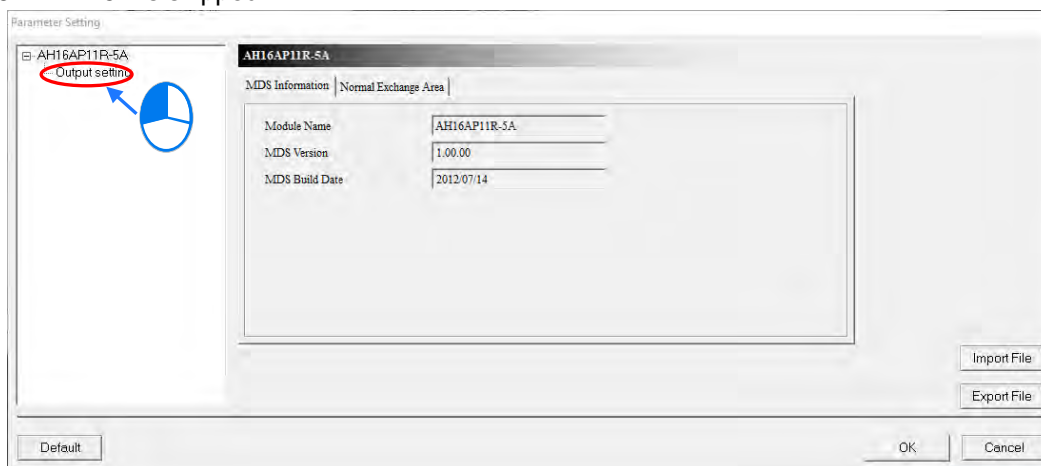 Parameter Setting
AH16AP11R-5A
Output setting
AH16AP11R-5A
MDS Information
Normal Exchange Area
Module Name
AH16AP11R-5A
MDS Version
1.00.00
MDS Build Date
2012/07/14
Import File
Export File
Default
OK
Cancel